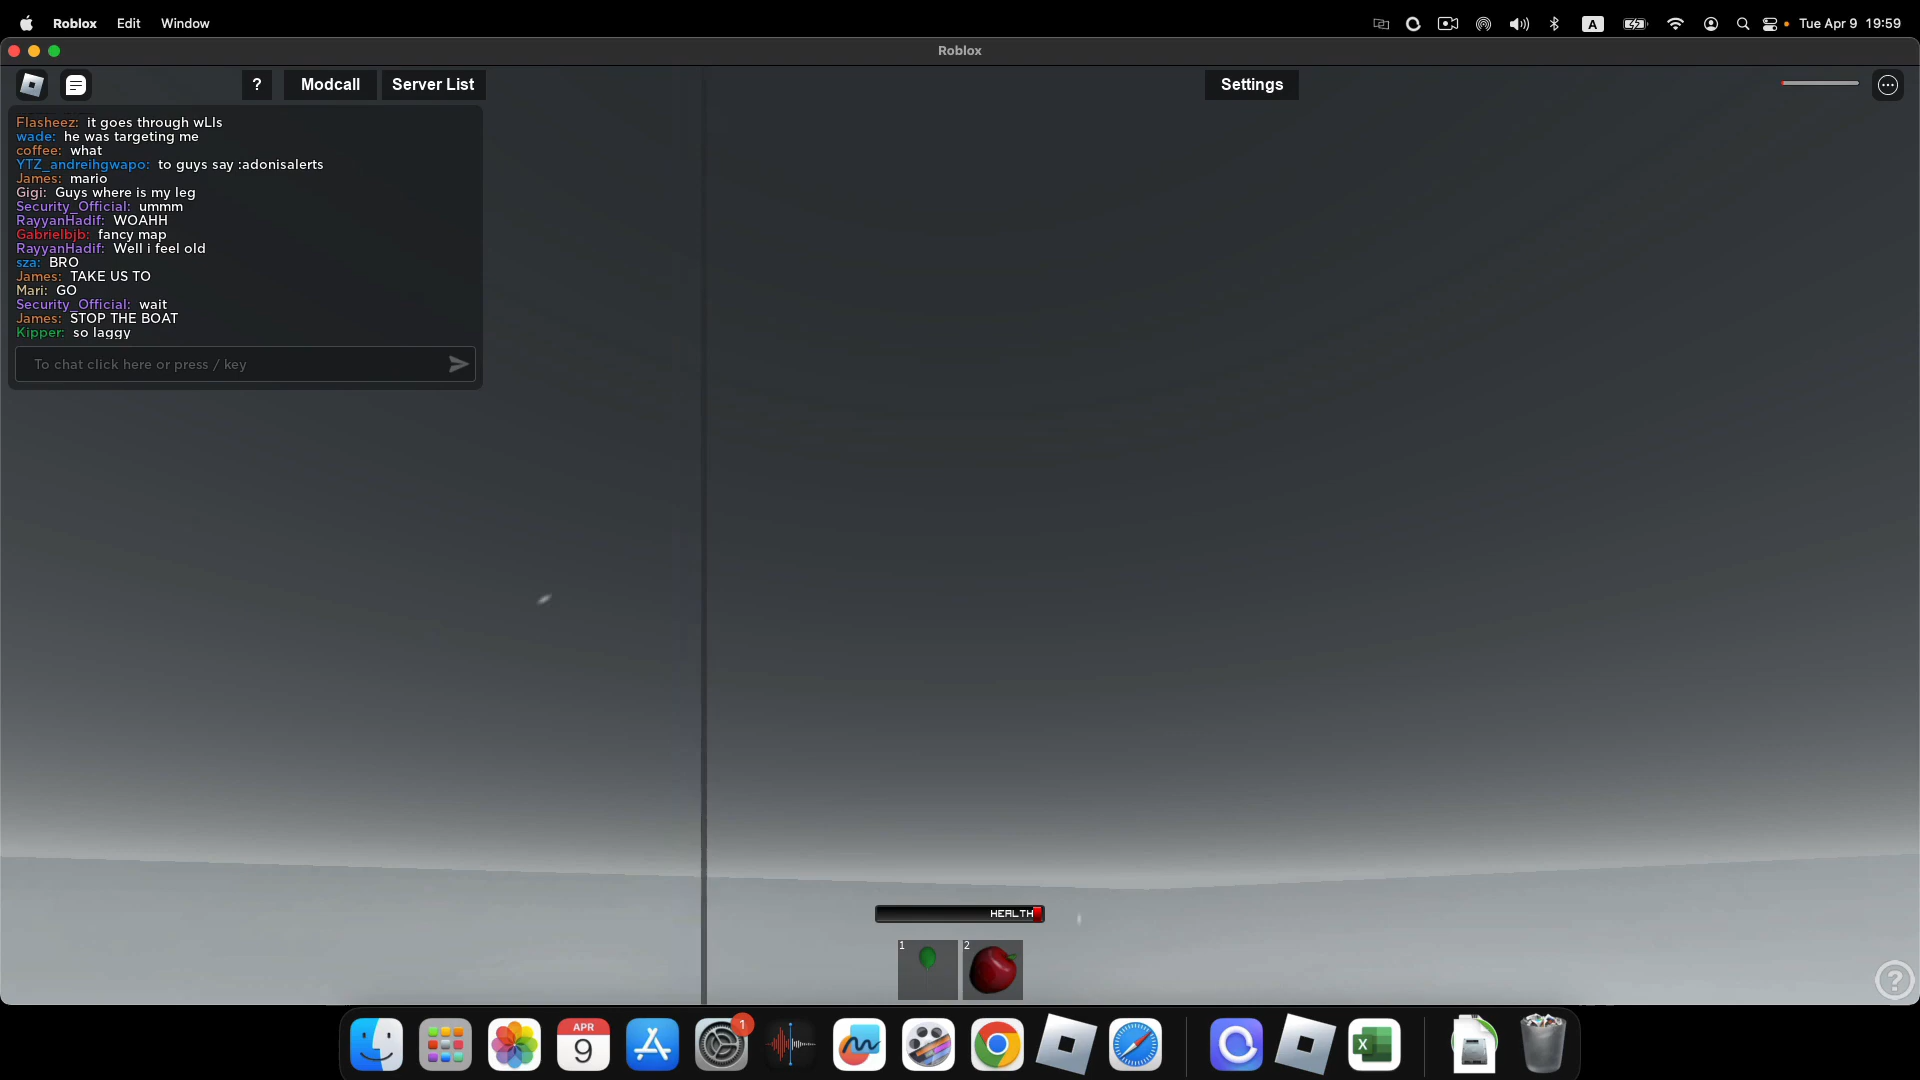 Roblox Edit Window A Tue Apr 9 19:59
Roblox
? Modcall Server List Settings
Flasheez: it goes through wLls
wade: he was targeting me
coffee: what
YTZ_andreihgwapo: to guys say :adonisalerts
James: mario
Gigi: Guys where is my leg
Security_Official: ummm
RayyanHadif: WOAHH
Gabrielbjb: fancy map
RayyanHadif: Well i feel old
sza: BRO
James: TAKE US TO
Mari: GO
Security_Official: wait
James: STOP THE BOAT
Kipper: so laggy
To chat click here or press / key
HEALTH
1 2
?
1
APR
9
X